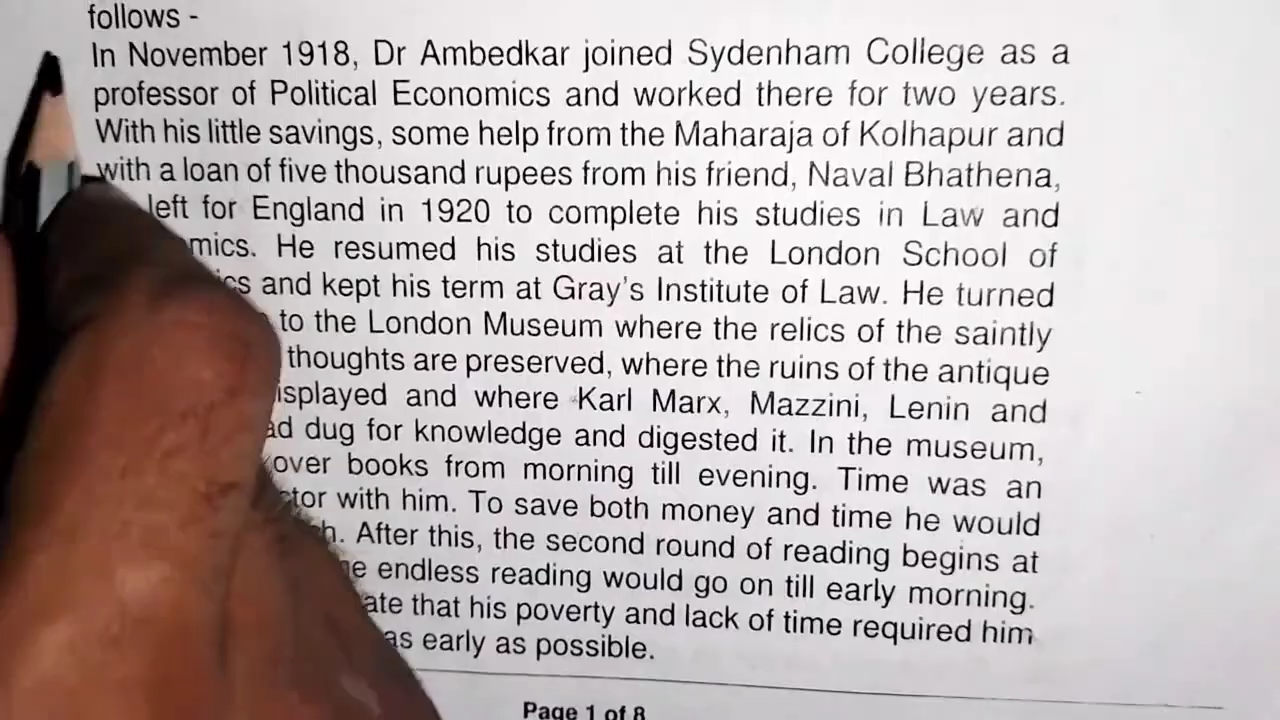 follows -
In November 1918, Dr Ambedkar joined Sydenham College as a
professor of Political Economics and worked there for two years.
With his little savings, some help from the Maharaja of Kolhapur and
with a loan of five thousand rupees from his friend, Naval Bhathena,
left for England in 1920 to complete his studies in Law and
mics. He resumed his studies at the London School of
cs and kept his term at Gray's Institute of Law. He turned
to the London Museum where the relics of the saintly
thoughts are preserved, where the ruins of the antique
isplayed and where Karl Marx, Mazzini, Lenin and
ad dug for knowledge and digested it. In the museum,
over books from morning till evening. Time was an
ctor with him. To save both money and time he would
h. After this, the second round of reading begins at
e endless reading would go on till early morning.
ate that his poverty and lack of time required him
as early as possible.
Page 1 of 8